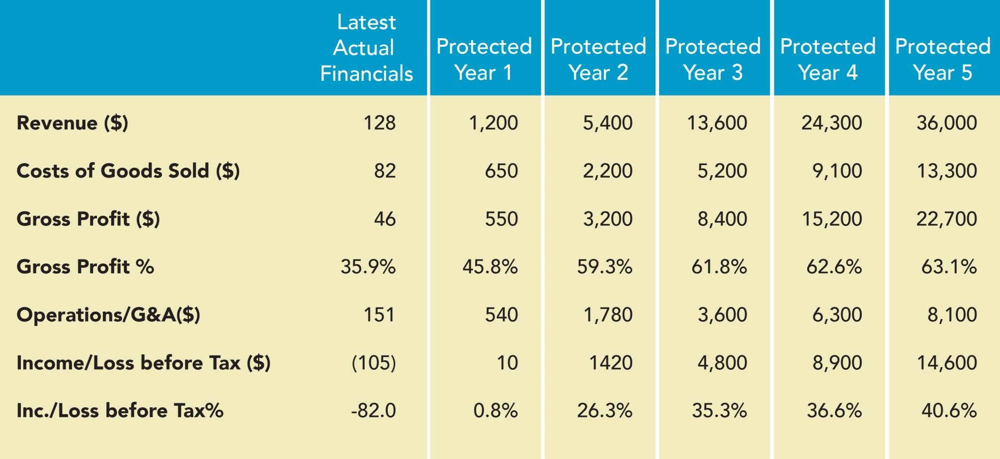 Latest
Actual
Financials
Protected
Year 1
Protected
Year 2
Protected
Year 3
Protected
Year 4
Protected
Year 5
Revenue ($) 128 1,200 5,400 13,600 24,300 36,000
Costs of Goods Sold ($) 82 650 2,200 5,200 9,100 13,300
Gross Profit ($) 46 550 3,200 8,400 15,200 22,700
Gross Profit % 35.9% 45.8% 59.3% 61.8% 62.6% 63.1%
Operations/G&A($) 151 540 1,780 3,600 6,300 8,100
Income/Loss before Tax ($) (105) 10 1420 4,800 8,900 14,600
Inc./Loss before Tax% -82.0 0.8% 26.3% 35.3% 36.6% 40.6%